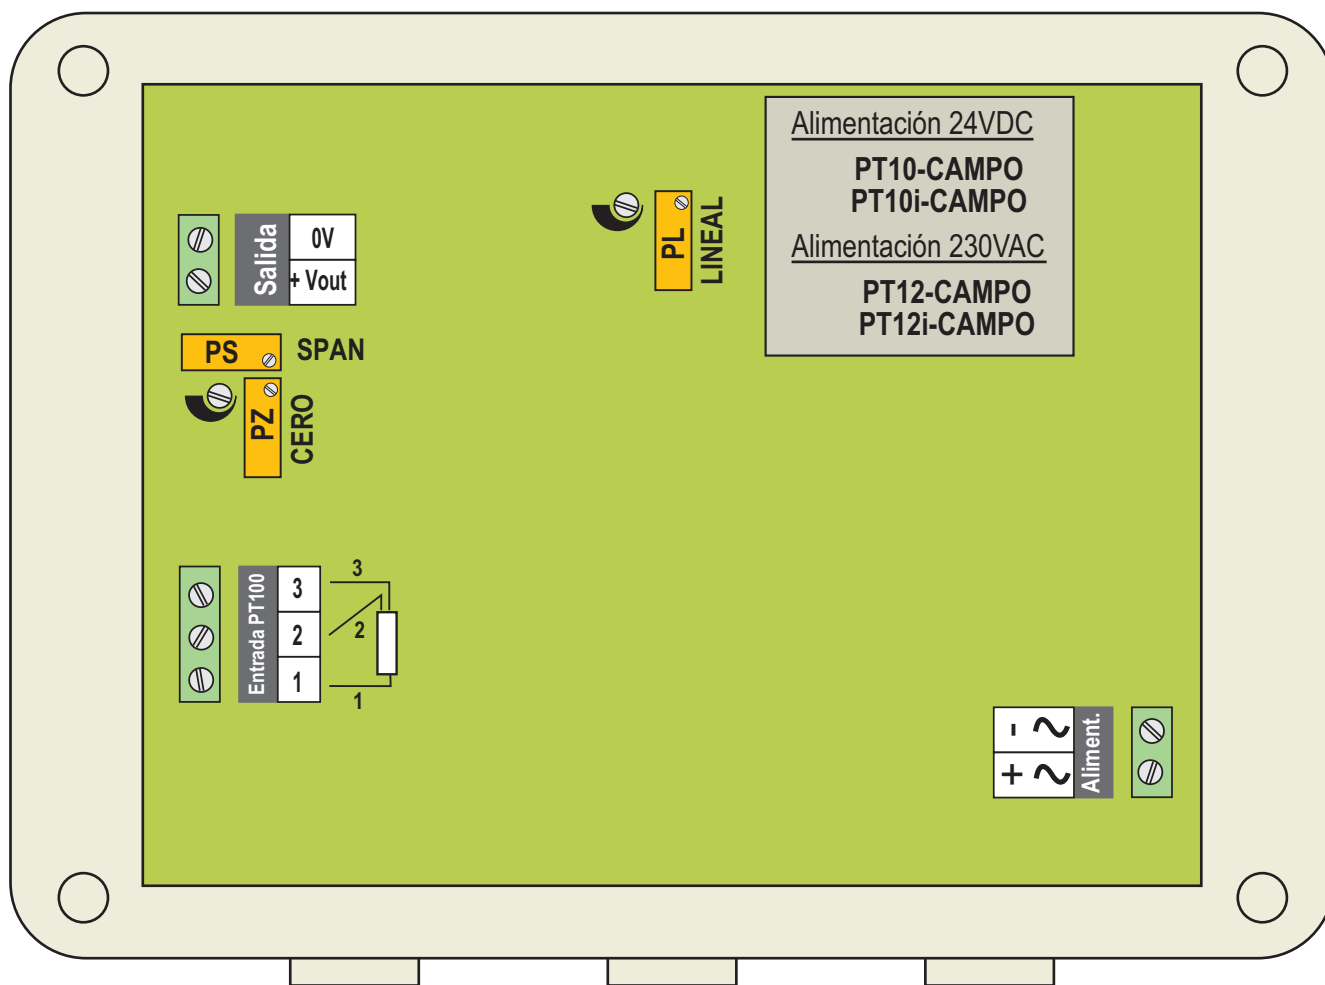 Alimentación 24VDC
PT10-CAMPO
PT10i-CAMPO
Alimentación 230VAC
PT12-CAMPO
PT12i-CAMPO
PL
LINEAL
Salida
0V
+ Vout
PS
SPAN
PZ
CERO
Entrada PT100
3
2
1
3
2
1
- ~
+ ~
Aliment.